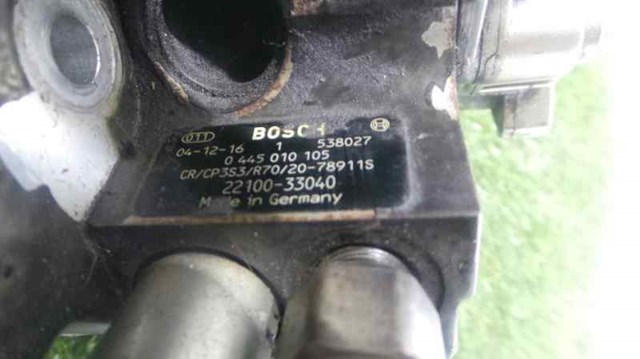 BOSCH
04-12-16 1 538027
0 445 010 105
CR/CP3S3/R70/20-78911S
22100-33040
Made in Germany